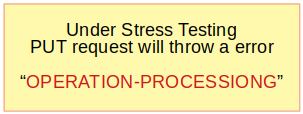 Under Stress Testing
PUT request will throw a error
“OPERATION-PROCESSIONG”